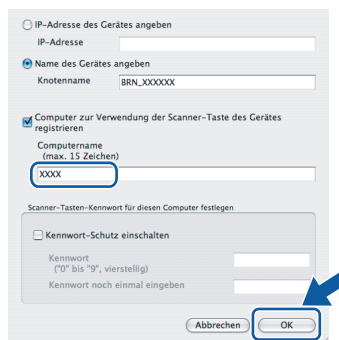 IP-Adresse des Gerätes angeben
IP-Adresse
Name des Gerätes angeben
Knotenname BRN_XXXXXX
Computer zur Verwendung der Scanner-Taste des Gerätes
registrieren
Computername
(max. 15 Zeichen)
XXXX
Scanner-Tasten-Kennwort für diesen Computer festlegen
Kennwort-Schutz einschalten
Kennwort
("0" bis "9", vierstellig)
Kennwort noch einmal eingeben
Abbrechen OK